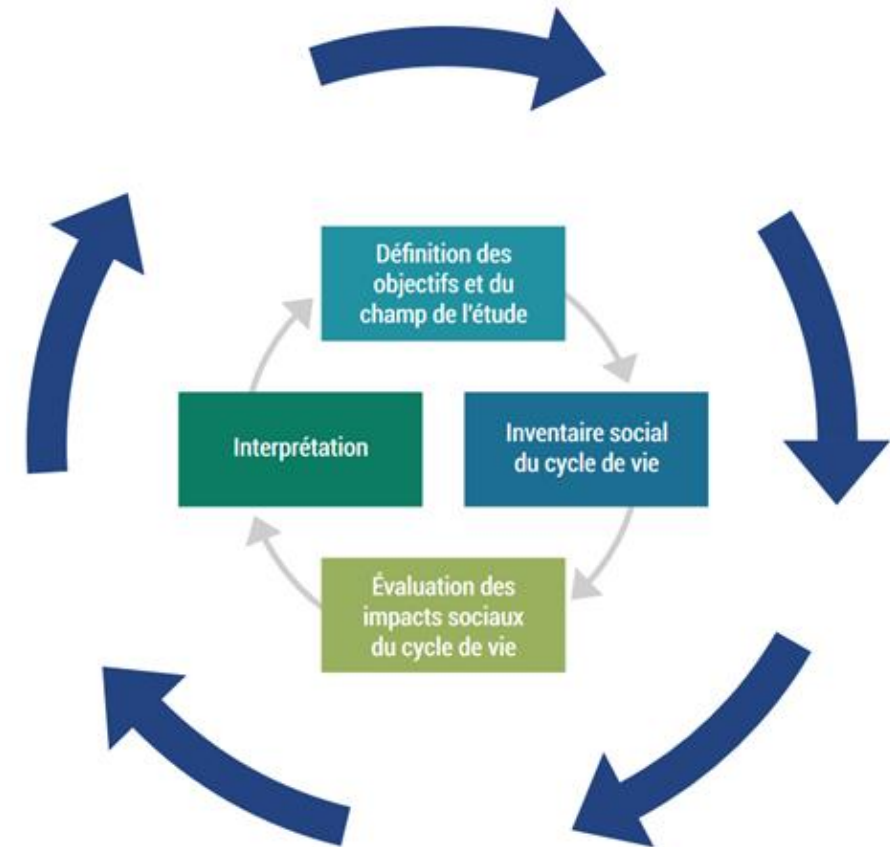 Définition des
objectifs et du
champ de l'étude
Interprétation
Inventaire social
du cycle de vie
Évaluation des
impacts sociaux
du cycle de vie